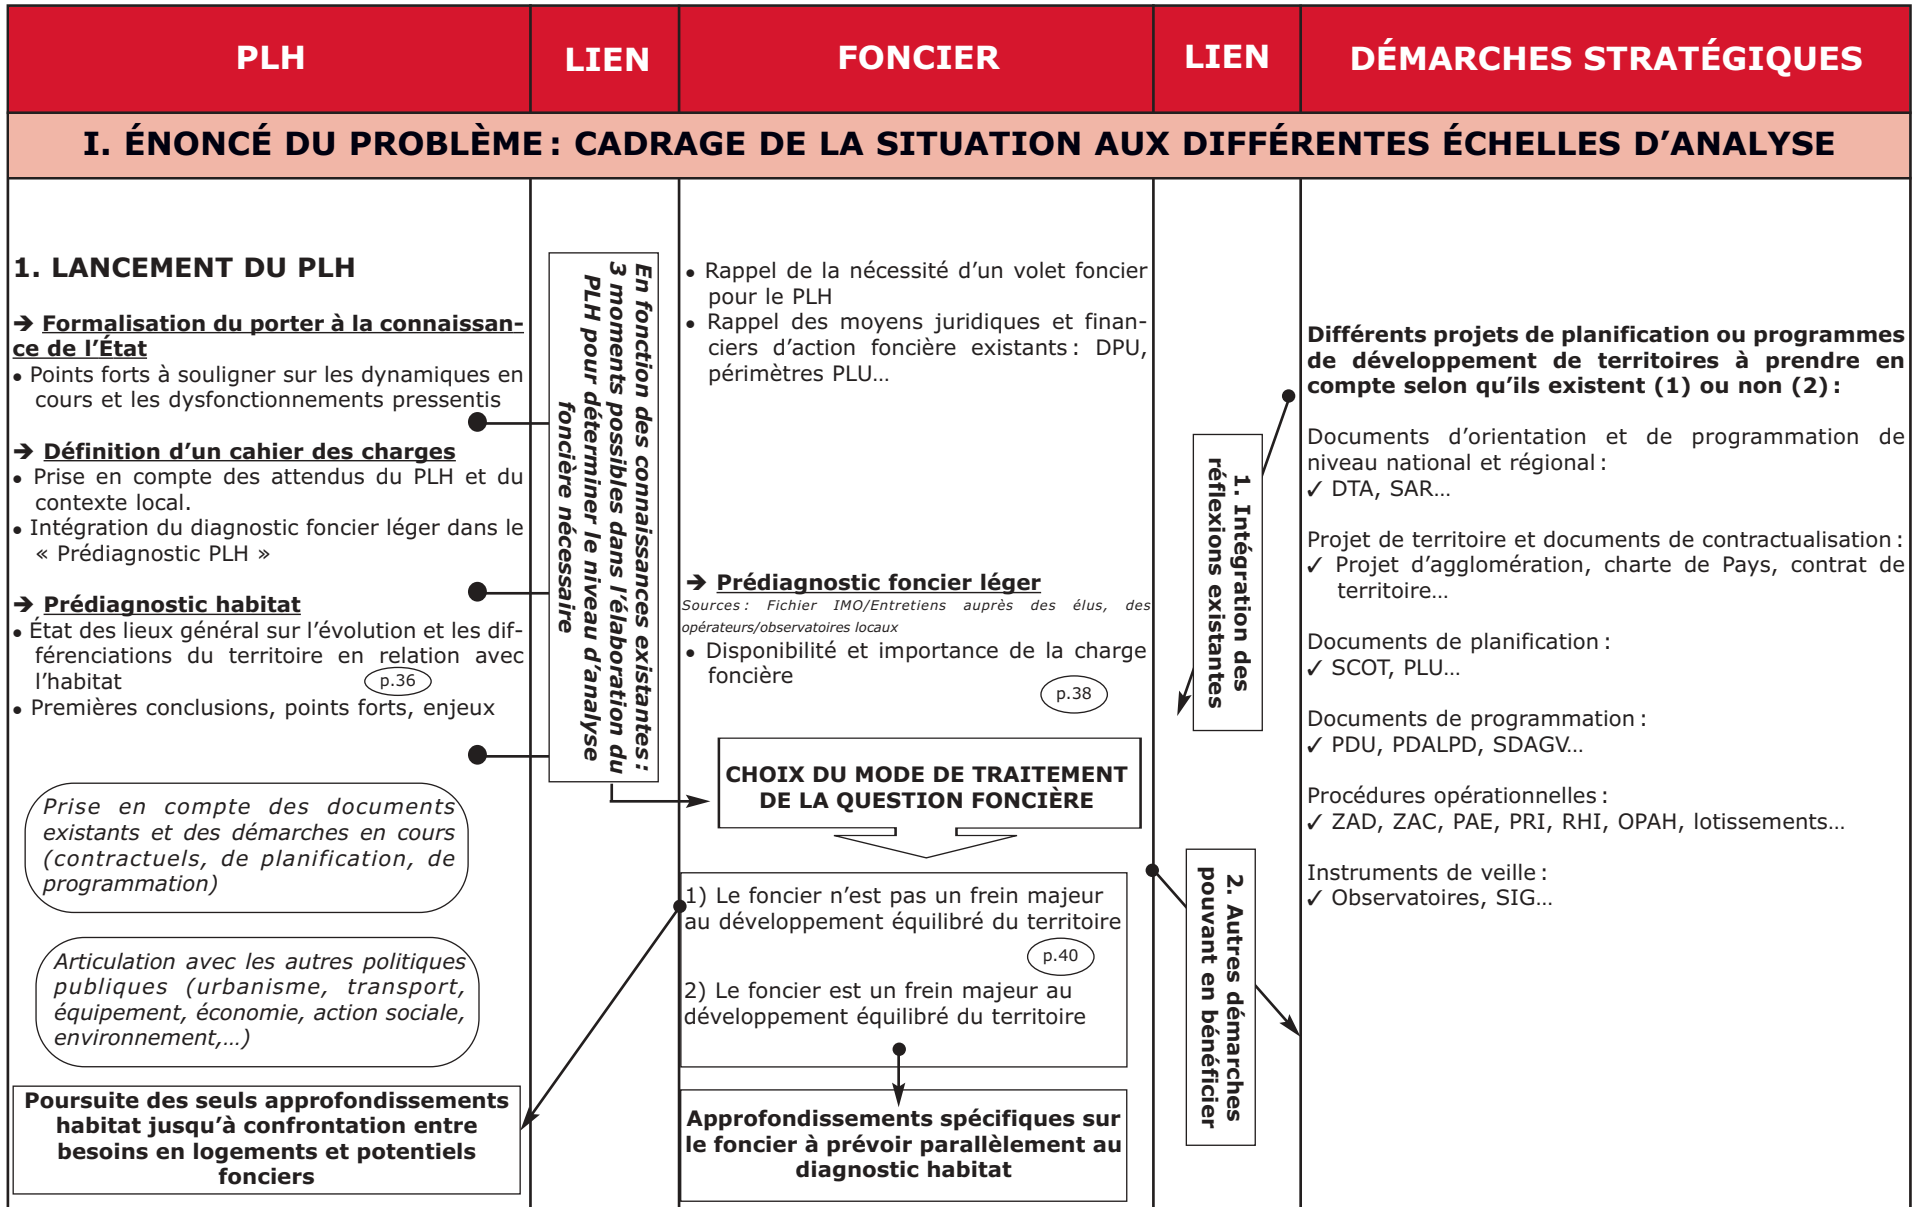 PLH
LIEN
FONCIER
LIEN
DÉMARCHES STRATÉGIQUES
I. ÉNONCÉ DU PROBLÈME : CADRAGE DE LA SITUATION AUX DIFFÉRENTES ÉCHELLES D’ANALYSE
1. LANCEMENT DU PLH
➔ Formalisation du porter à la connaissan-
ce de l’État
• Points forts à souligner sur les dynamiques en
cours et les dysfonctionnements pressentis
➔ Définition d’un cahier des charges
• Prise en compte des attendus du PLH et du
contexte local.
• Intégration du diagnostic foncier léger dans le
« Prédiagnostic PLH »
➔ Prédiagnostic habitat
• État des lieux général sur l’évolution et les dif-
férenciations du territoire en relation avec
l’habitat
p.36
• Premières conclusions, points forts, enjeux
Prise en compte des documents
existants et des démarches en cours
(contractuels, de planification, de
programmation)
Articulation avec les autres politiques
publiques (urbanisme, transport,
équipement, économie, action sociale,
environnement,…)
Poursuite des seuls approfondissements
habitat jusqu’à confrontation entre
besoins en logements et potentiels
fonciers
En fonction des connaissances existantes :
3 moments possibles dans l’élaboration du
PLH pour déterminer le niveau d’analyse
foncière nécessaire
• Rappel de la nécessité d’un volet foncier
pour le PLH
• Rappel des moyens juridiques et finan-
ciers d’action foncière existants : DPU,
périmètres PLU…
➔ Prédiagnostic foncier léger
Sources : Fichier IMO/Entretiens auprès des élus, des
opérateurs/observatoires locaux
• Disponibilité et importance de la charge
foncière
p.38
CHOIX DU MODE DE TRAITEMENT
DE LA QUESTION FONCIÈRE
1) Le foncier n’est pas un frein majeur
au développement équilibré du territoire
p.40
2) Le foncier est un frein majeur au
développement équilibré du territoire
Approfondissements spécifiques sur
le foncier à prévoir parallèlement au
diagnostic habitat
1. Intégration des
réflexions existantes
2. Autres démarches
pouvant en bénéficier
Différents projets de planification ou programmes
de développement de territoires à prendre en
compte selon qu’ils existent (1) ou non (2) :
Documents d’orientation et de programmation de
niveau national et régional :
✓ DTA, SAR…
Projet de territoire et documents de contractualisation :
✓ Projet d’agglomération, charte de Pays, contrat de
territoire…
Documents de planification :
✓ SCOT, PLU…
Documents de programmation :
✓ PDU, PDALPD, SDAGV…
Procédures opérationnelles :
✓ ZAD, ZAC, PAE, PRI, RHI, OPAH, lotissements…
Instruments de veille :
✓ Observatoires, SIG…